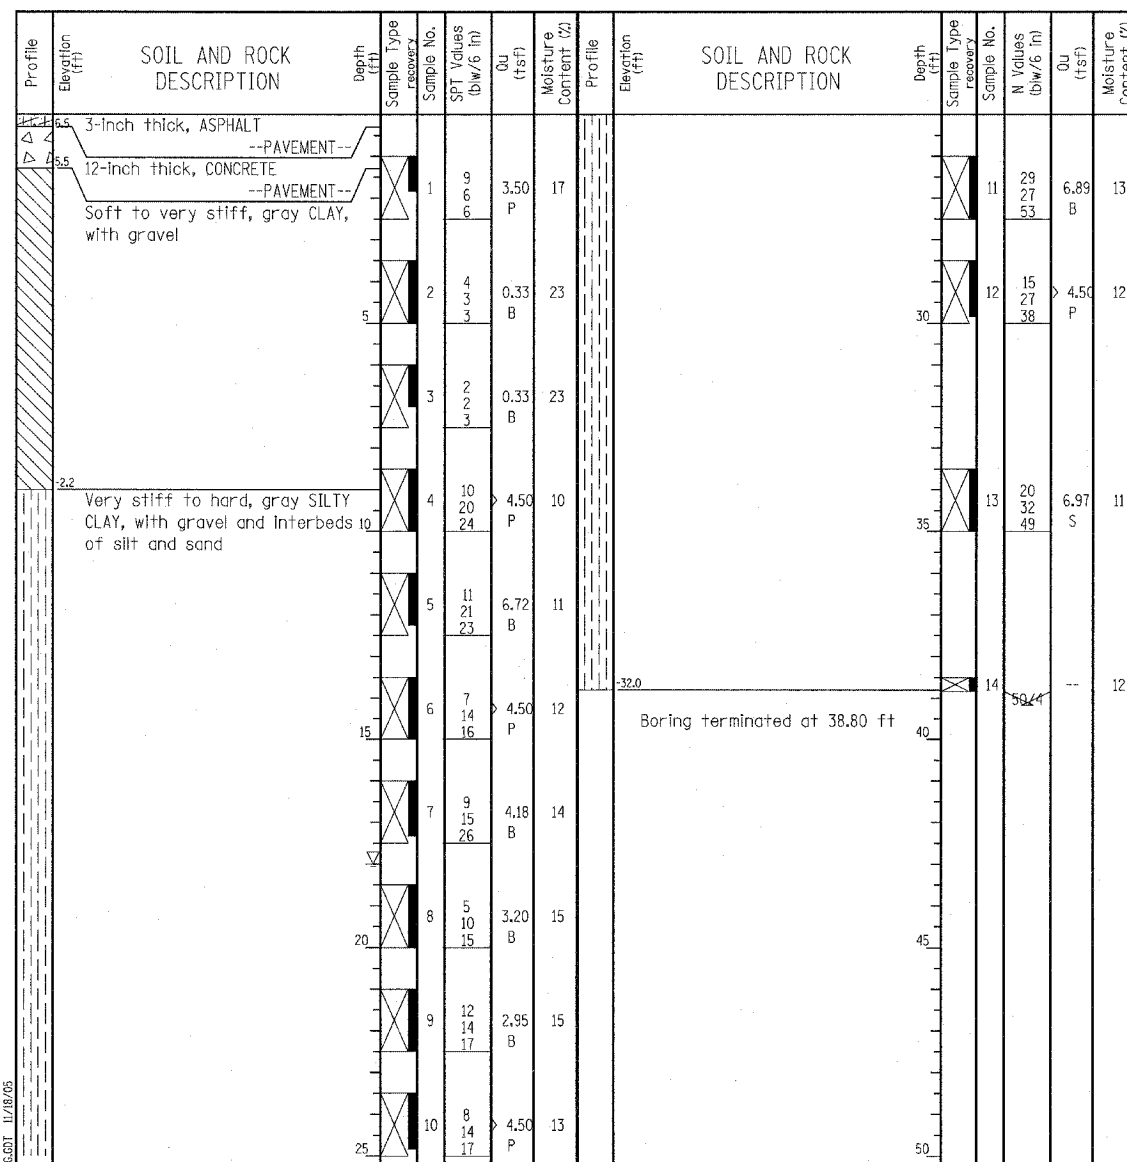 Profile
Elevation (ft)
SOIL AND ROCK DESCRIPTION
Depth (ft)
Sample Type recovery
Sample No.
SPT Values (blw/6 in)
Qu (tsf)
Moisture Content (%)
6.5 3-inch thick, ASPHALT
--PAVEMENT--
5.5 12-inch thick, CONCRETE
--PAVEMENT--
Soft to very stiff, gray CLAY,
with gravel
1 9 6 6 3.50 P 17
2 4 3 3 0.33 B 23
5
3 2 2 3 0.33 B 23
-2.2
Very stiff to hard, gray SILTY
CLAY, with gravel and interbeds 10
of silt and sand
4 10 20 24 > 4.50 P 10
5 11 21 23 6.72 B 11
6 7 14 16 > 4.50 P 12
15
7 9 15 26 4.18 B 14
8 5 10 15 3.20 B 15
20
9 12 14 17 2.95 B 15
10 8 14 17 > 4.50 P 13
25
Profile
Elevation (ft)
SOIL AND ROCK DESCRIPTION
Depth (ft)
Sample Type recovery
Sample No.
N Values (blw/6 in)
Qu (tsf)
Moisture Content (%)
11 29 27 53 6.89 B 13
12 15 27 38 > 4.50 P 12
30
13 20 32 49 6.97 S 11
35
-32.0
14 50/4 -- 12
Boring terminated at 38.80 ft
40
45
50
G.GDT 11/18/05